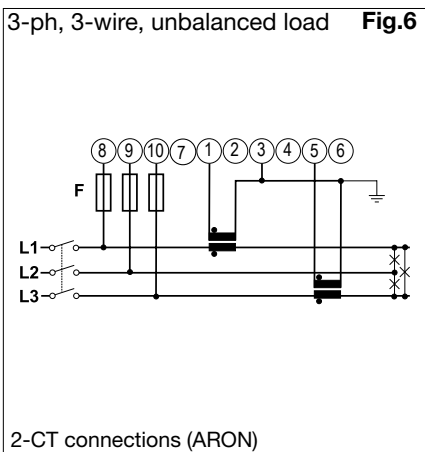 3-ph, 3-wire, unbalanced load Fig.6
8 9 10 7 1 2 3 4 5 6
F
L1
L2
L3
2-CT connections (ARON)